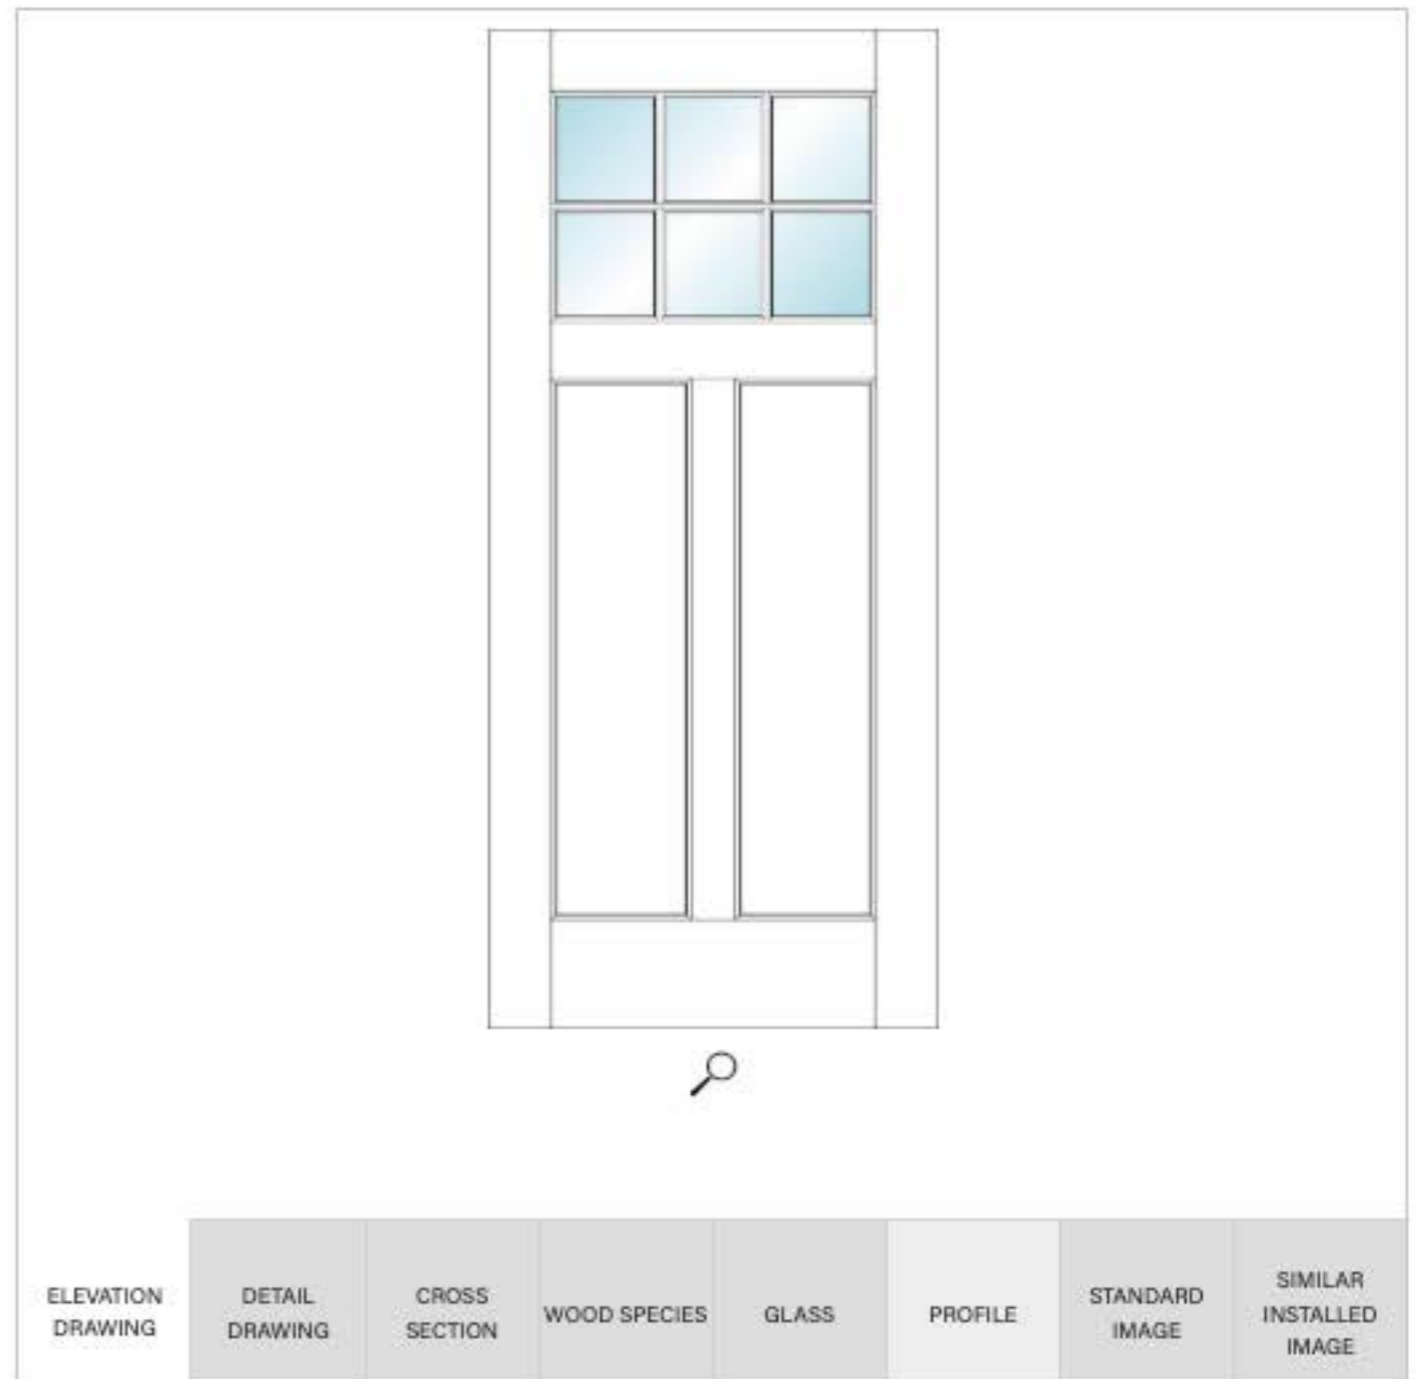 ELEVATION
DRAWING
DETAIL
DRAWING
CROSS
SECTION
WOOD SPECIES
GLASS
PROFILE
STANDARD
IMAGE
SIMILAR
INSTALLED
IMAGE